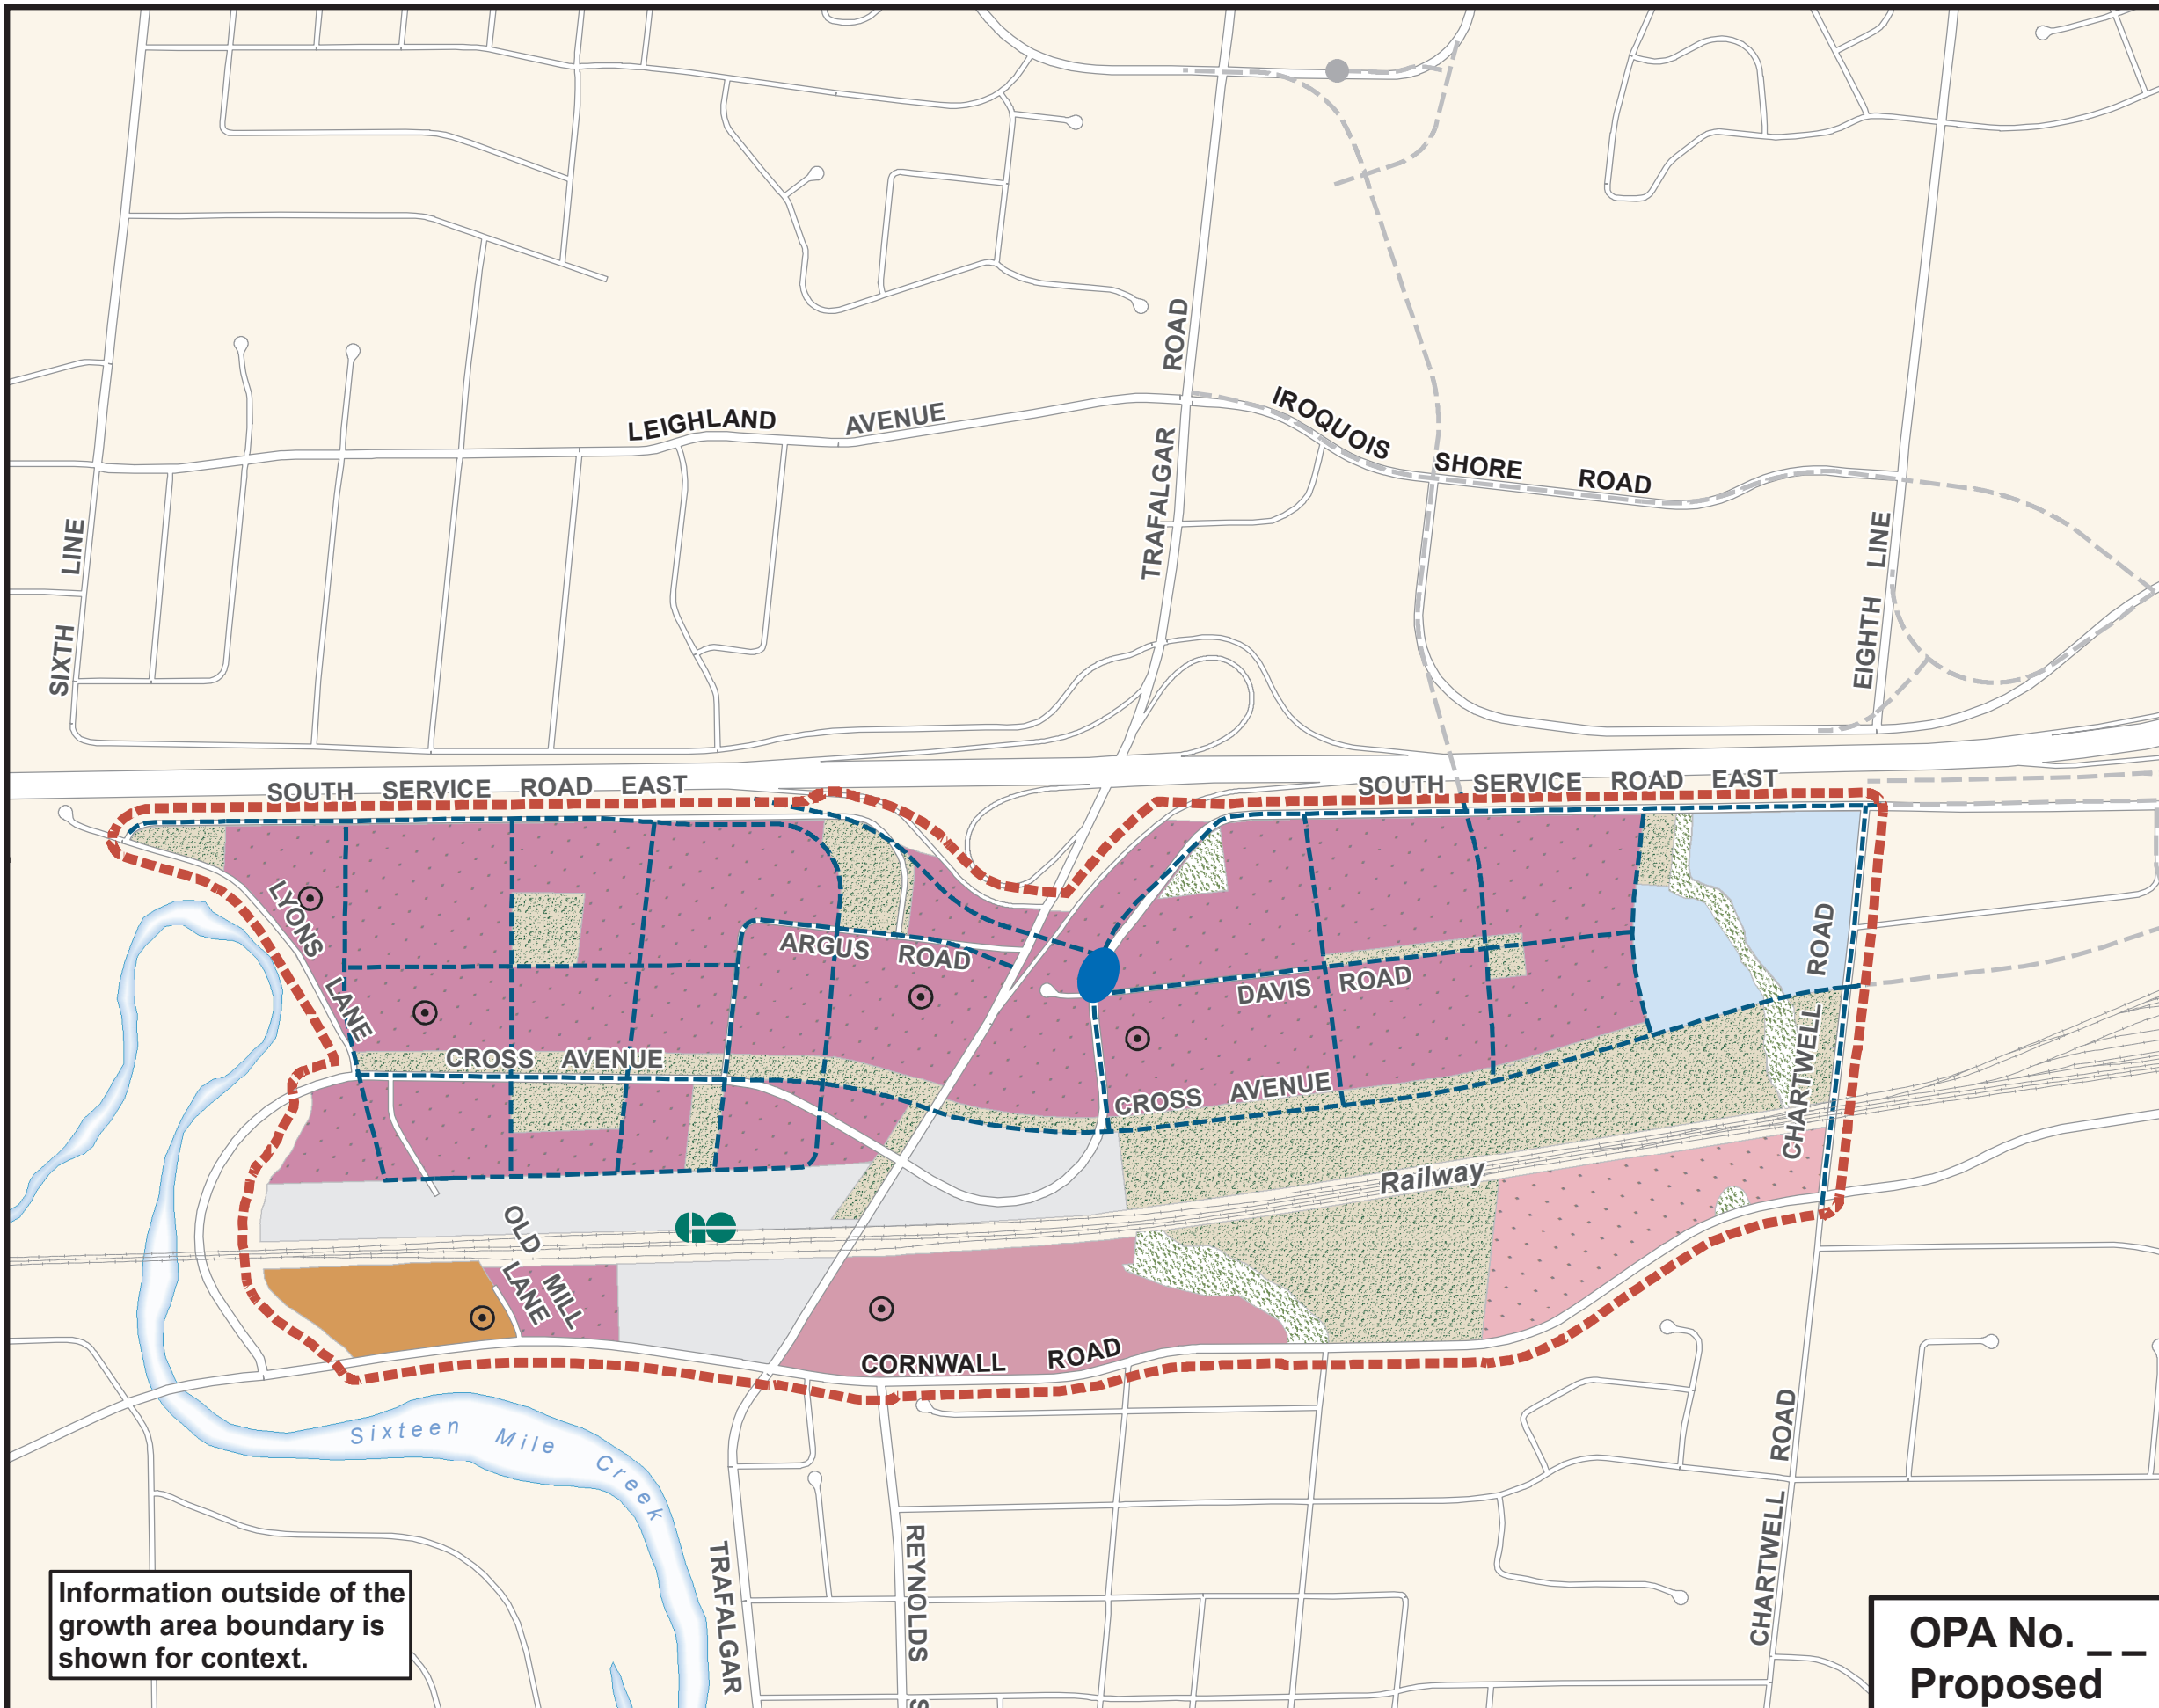 LEIGHLAND AVENUE
TRAFALGAR ROAD
IROQUOIS SHORE ROAD
SIXTH LINE
EIGHTH LINE
SOUTH SERVICE ROAD EAST
SOUTH SERVICE ROAD EAST
LYONS LANE
ARGUS ROAD
DAVIS ROAD
CHARTWELL ROAD
CROSS AVENUE
CROSS AVENUE
Railway
OLD MILL LANE
CORNWALL ROAD
Sixteen Mile Creek
TRAFALGAR
REYNOLDS S
CHARTWELL ROAD
Information outside of the
growth area boundary is
shown for context.
OPA No. _ _
Proposed